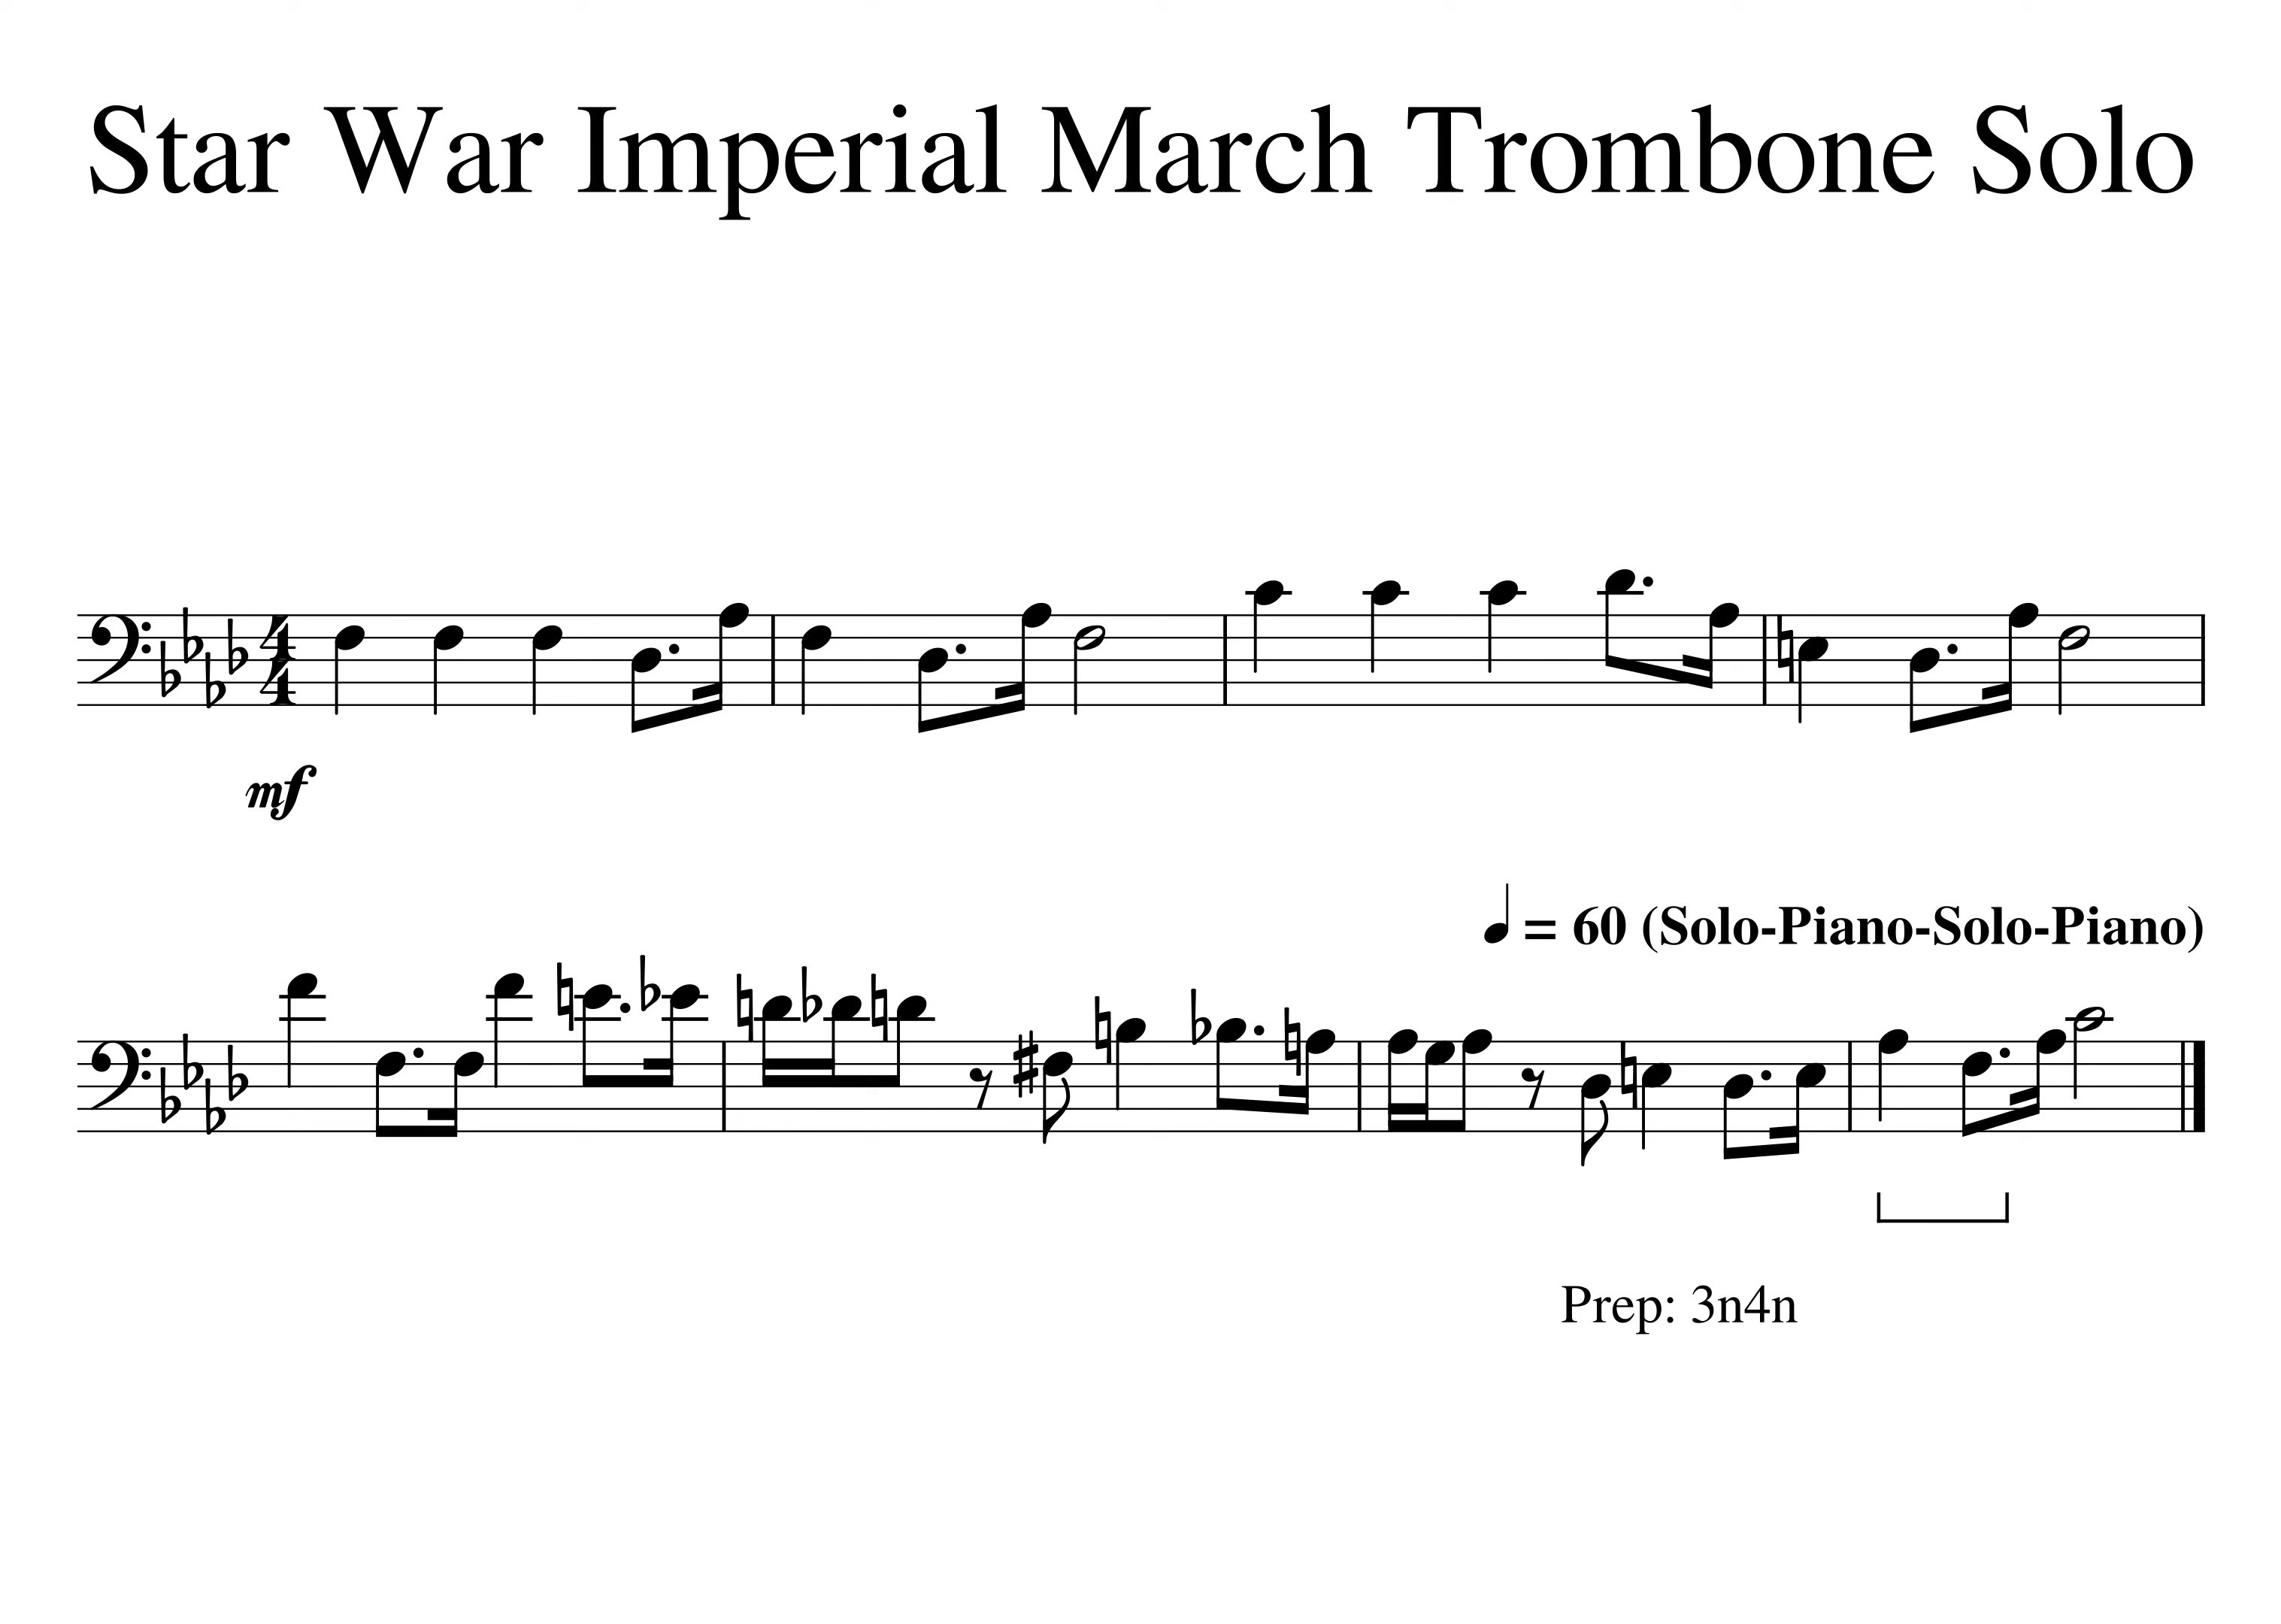 Star War Imperial March Trombone Solo
mf
♩ = 60 (Solo-Piano-Solo-Piano)
Prep: 3n4n